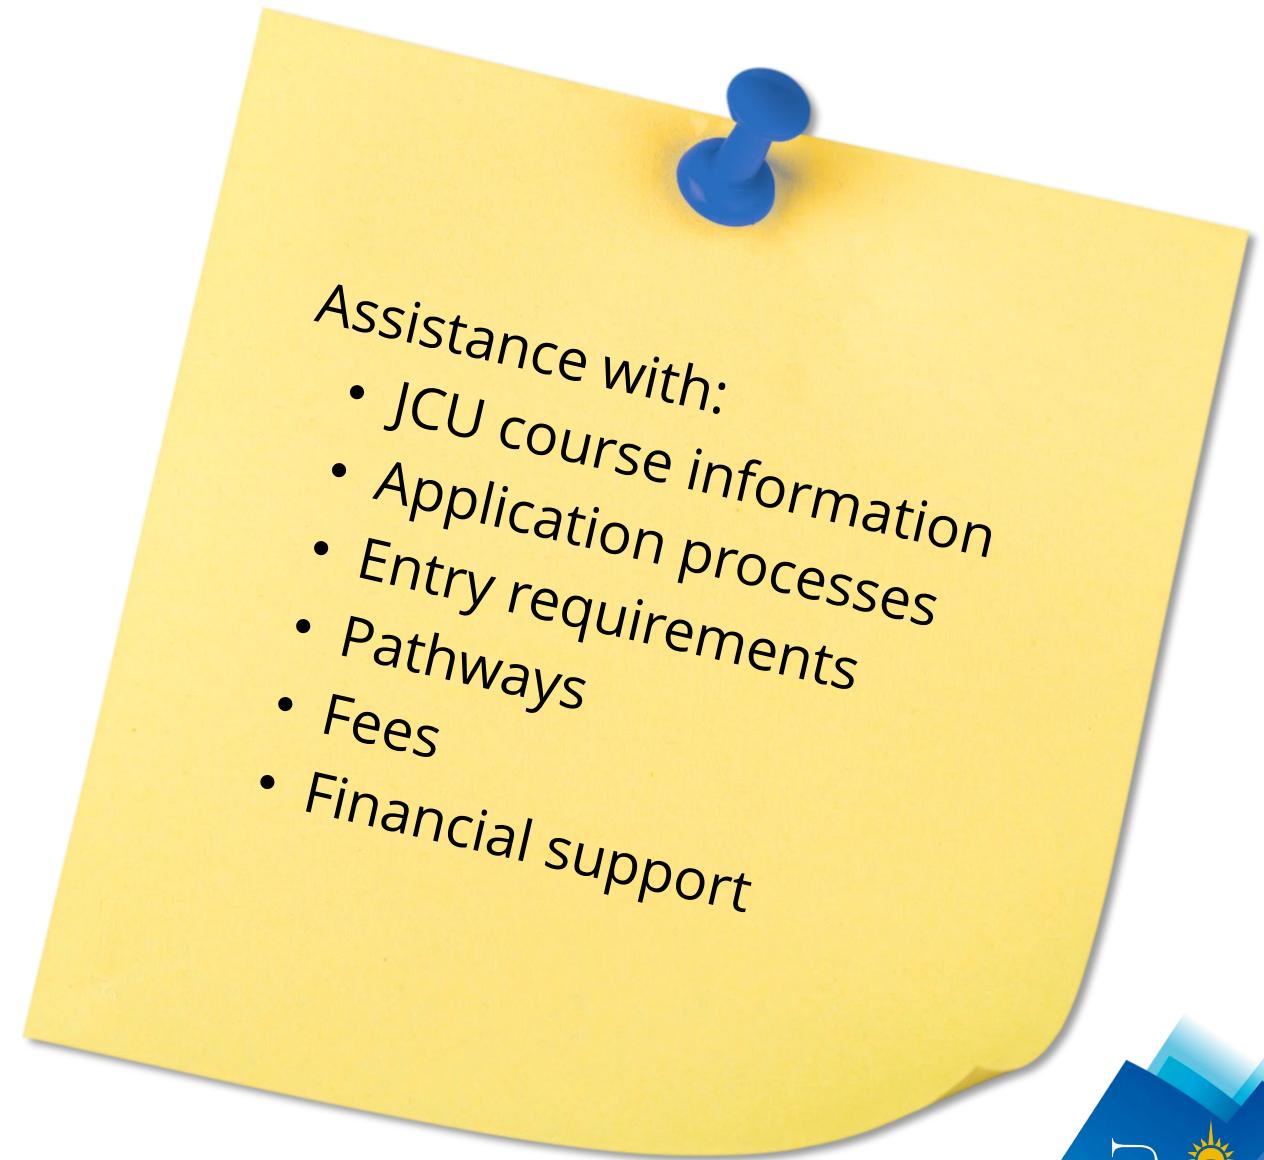 Assistance with:
• JCU course information
• Application processes
• Entry requirements
• Pathways
• Fees
• Financial support